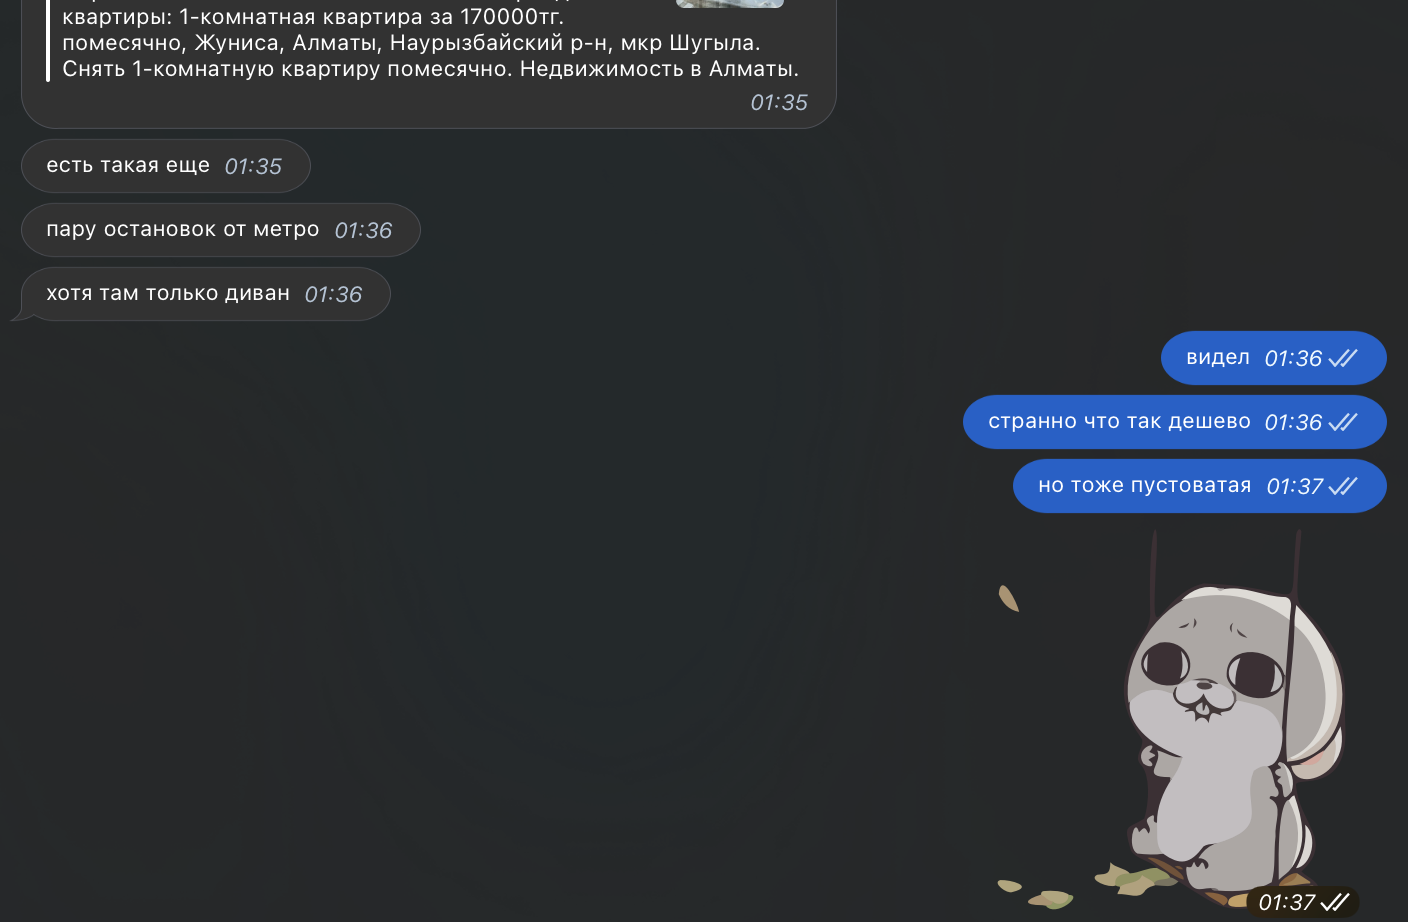 квартиры: 1-комнатная квартира за 170000тг.
помесячно, Жуниса, Алматы, Наурызбайский р-н, мкр Шугыла.
Снять 1-комнатную квартиру помесячно. Недвижимость в Алматы.
01:35
есть такая еще 01:35
пару остановок от метро 01:36
хотя там только диван 01:36
видел 01:36
странно что так дешево 01:36
но тоже пустоватая 01:37
01:37